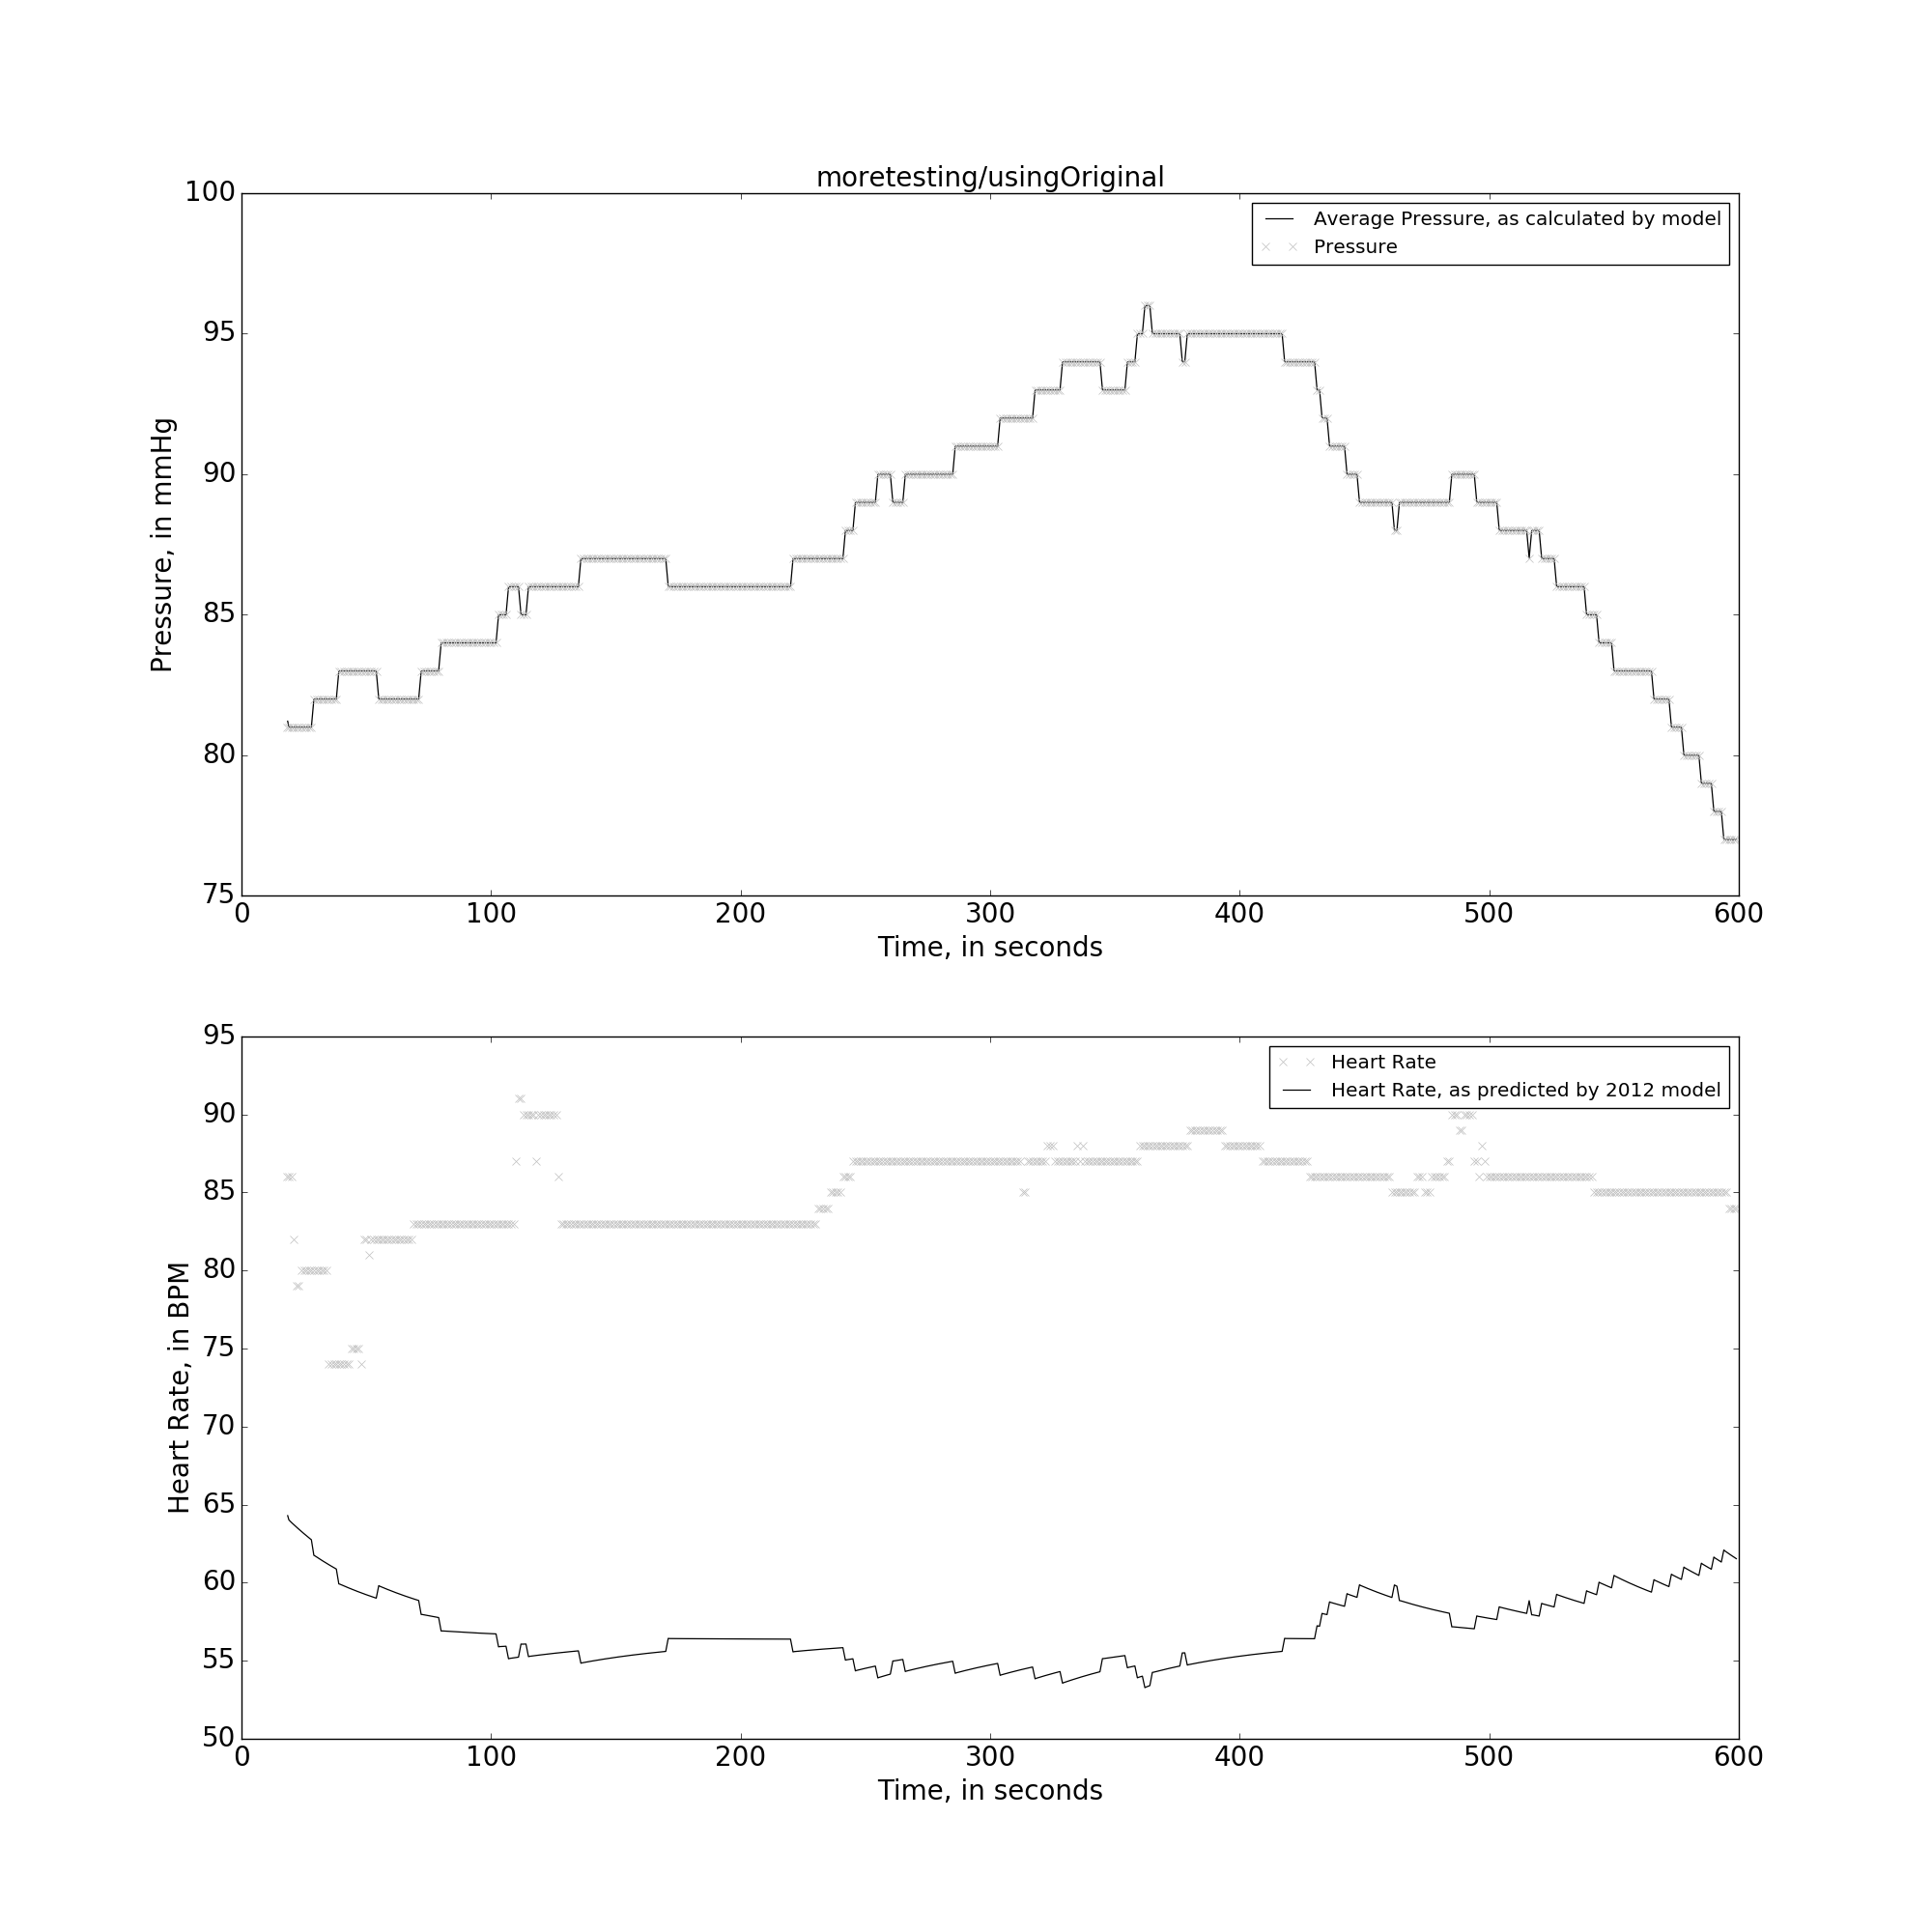 moretesting/usingOriginal
100
95
90
85
80
75
Pressure, in mmHg
Average Pressure, as calculated by model
Pressure
0 100 200 300 400 500 600
Time, in seconds
95
90
85
80
75
70
65
60
55
50
Heart Rate, in BPM
Heart Rate
Heart Rate, as predicted by 2012 model
0 100 200 300 400 500 600
Time, in seconds